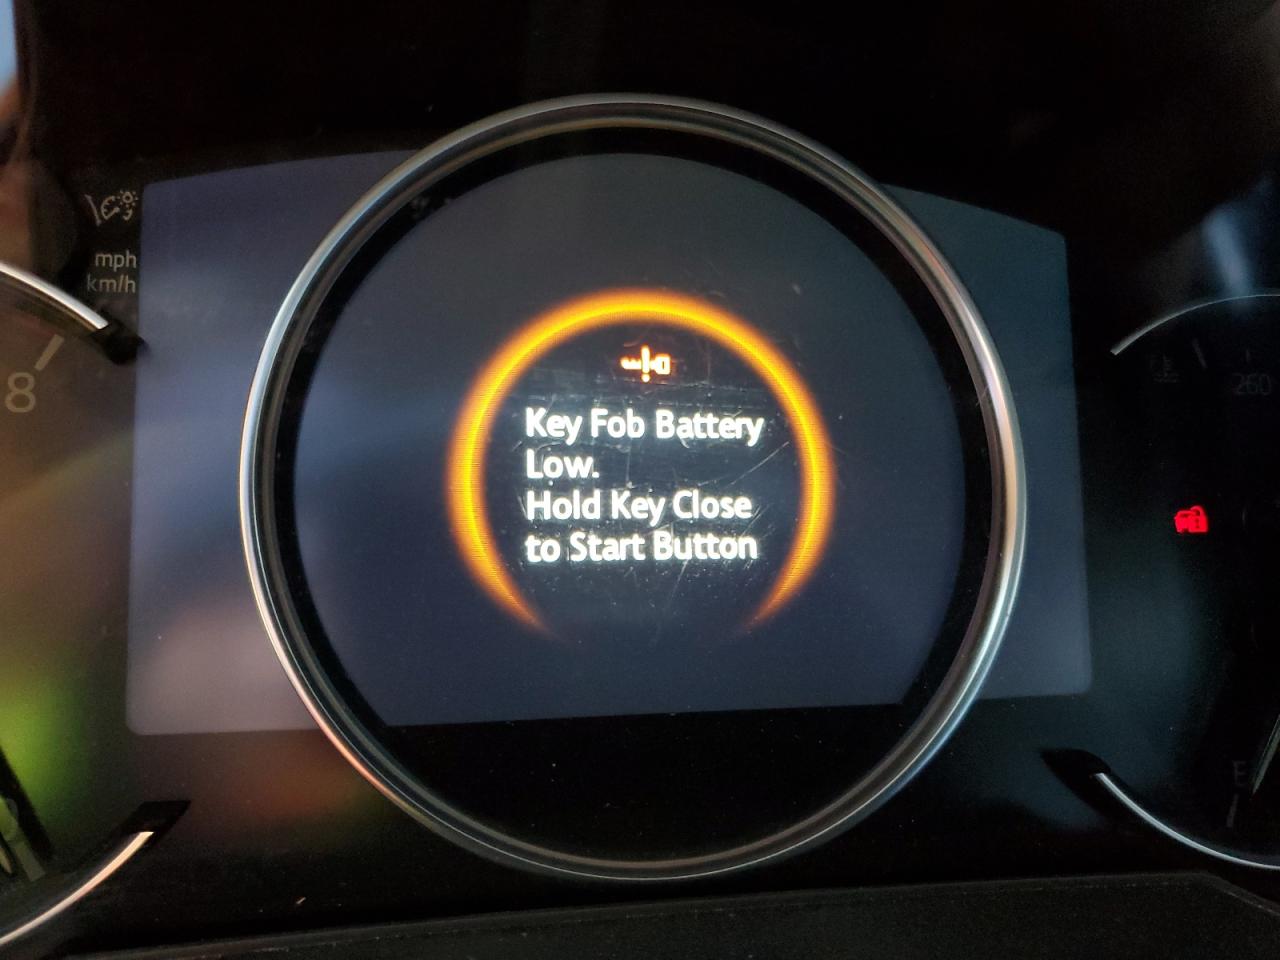 mph
km/h
8
260
Key Fob Battery
Low.
Hold Key Close
to Start Button
E